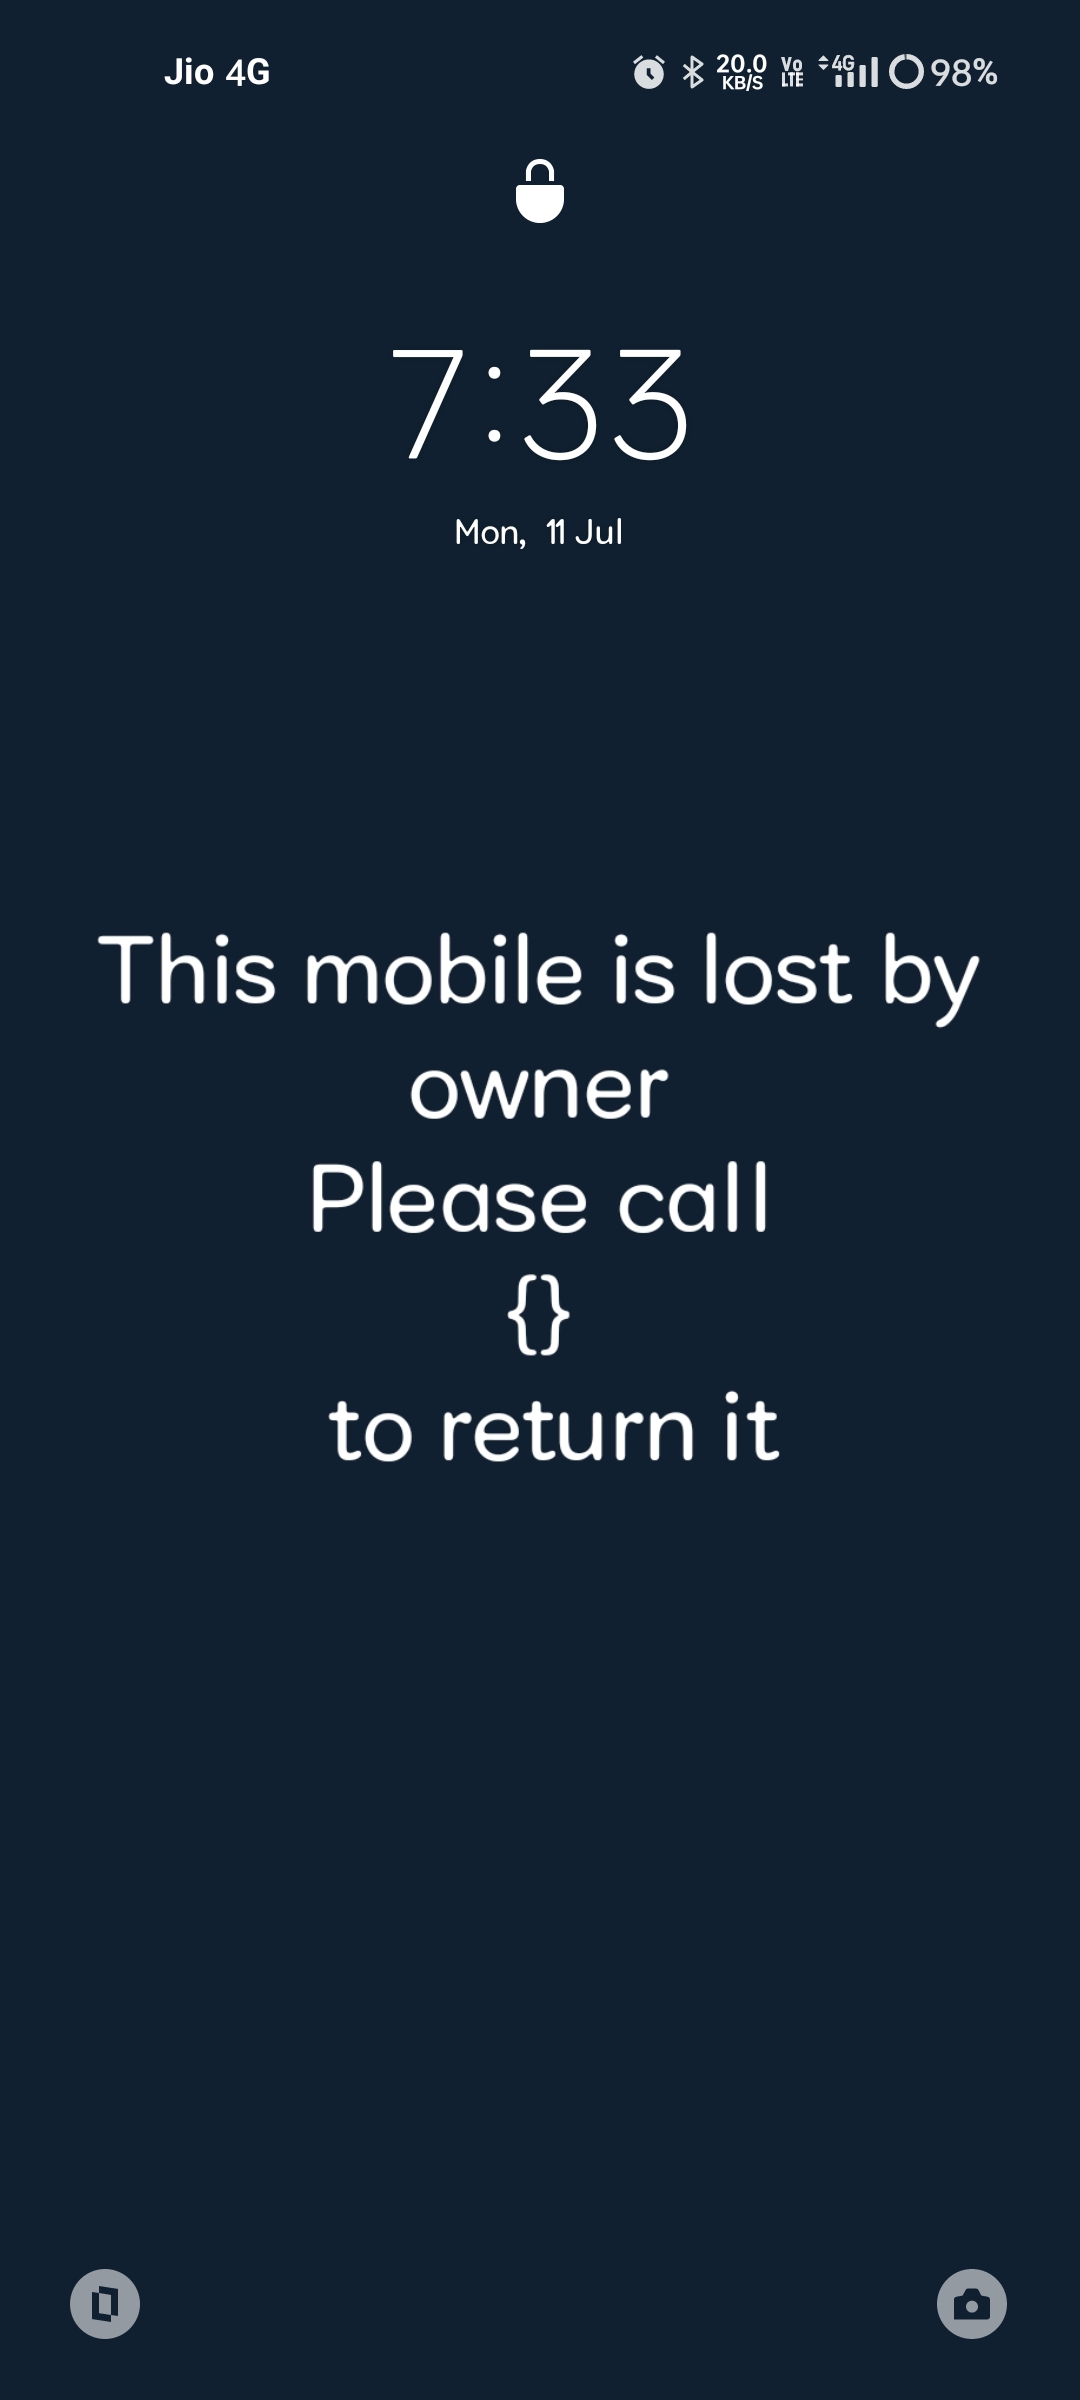 Jio 4G
20.0 KB/S Vo LTE 4G 98%
7:33
Mon, 11 Jul
This mobile is lost by
owner
Please call
{}
to return it